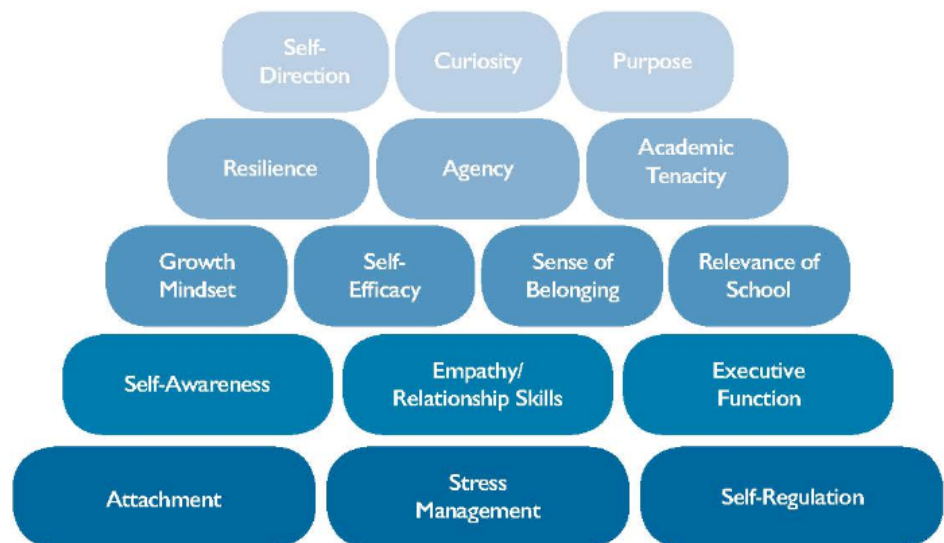 Self-
Direction
Curiosity
Purpose
Resilience
Agency
Academic
Tenacity
Growth
Mindset
Self-
Efficacy
Sense of
Belonging
Relevance of
School
Self-Awareness
Empathy/
Relationship Skills
Executive
Function
Attachment
Stress
Management
Self-Regulation